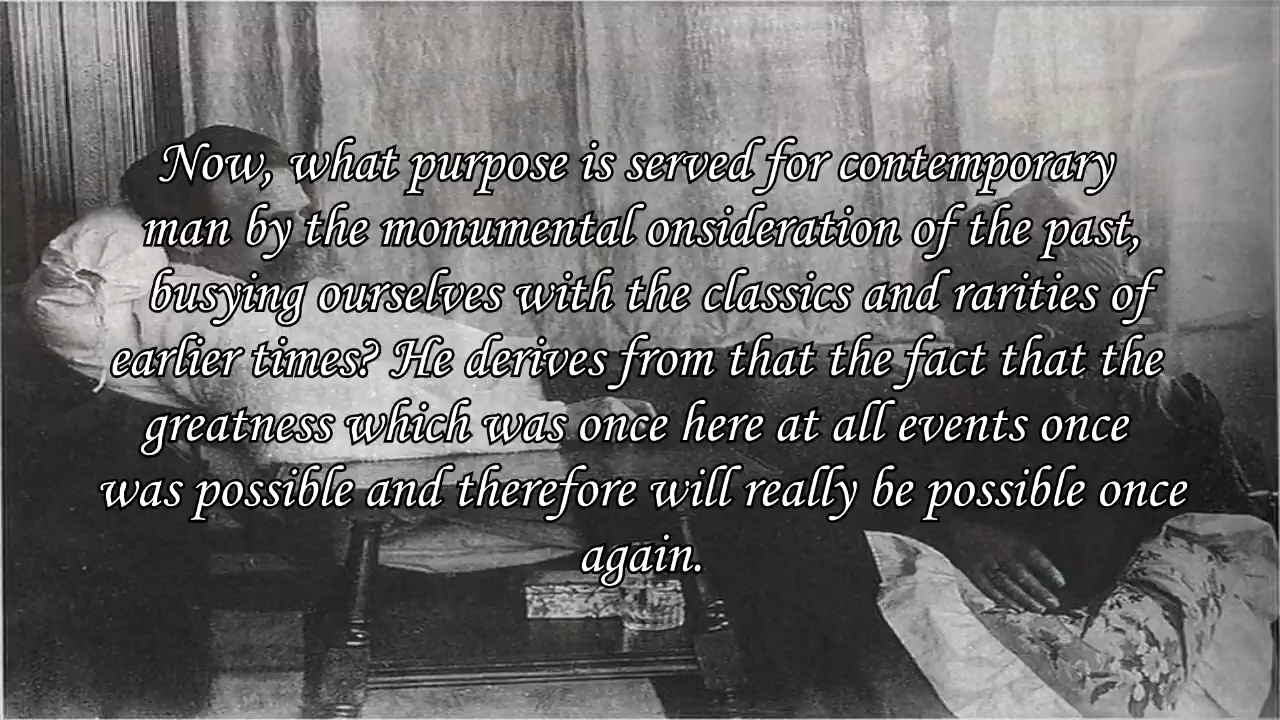 Now, what purpose is served for contemporary
man by the monumental onsideration of the past,
busying ourselves with the classics and rarities of
earlier times? He derives from that the fact that the
greatness which was once here at all events once
was possible and therefore will really be possible once
again.